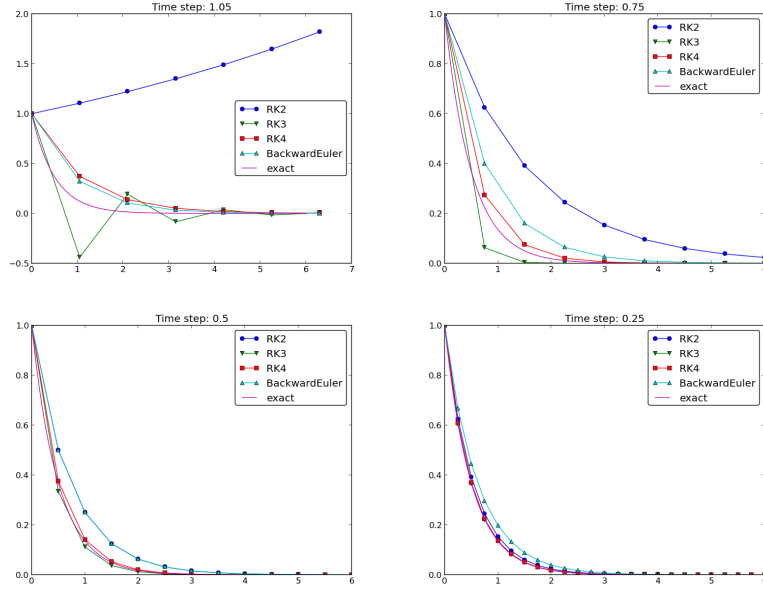 Time step: 1.05
2.0
1.5
1.0
0.5
0.0
−0.5
0 1 2 3 4 5 6 7
RK2
RK3
RK4
BackwardEuler
exact
Time step: 0.75
1.0
0.8
0.6
0.4
0.2
0.0
0 1 2 3 4 5
RK2
RK3
RK4
BackwardEuler
exact
Time step: 0.5
1.0
0.8
0.6
0.4
0.2
0.0
0 1 2 3 4 5 6
RK2
RK3
RK4
BackwardEuler
exact
Time step: 0.25
1.0
0.8
0.6
0.4
0.2
0.0
0 1 2 3 4 5
RK2
RK3
RK4
BackwardEuler
exact